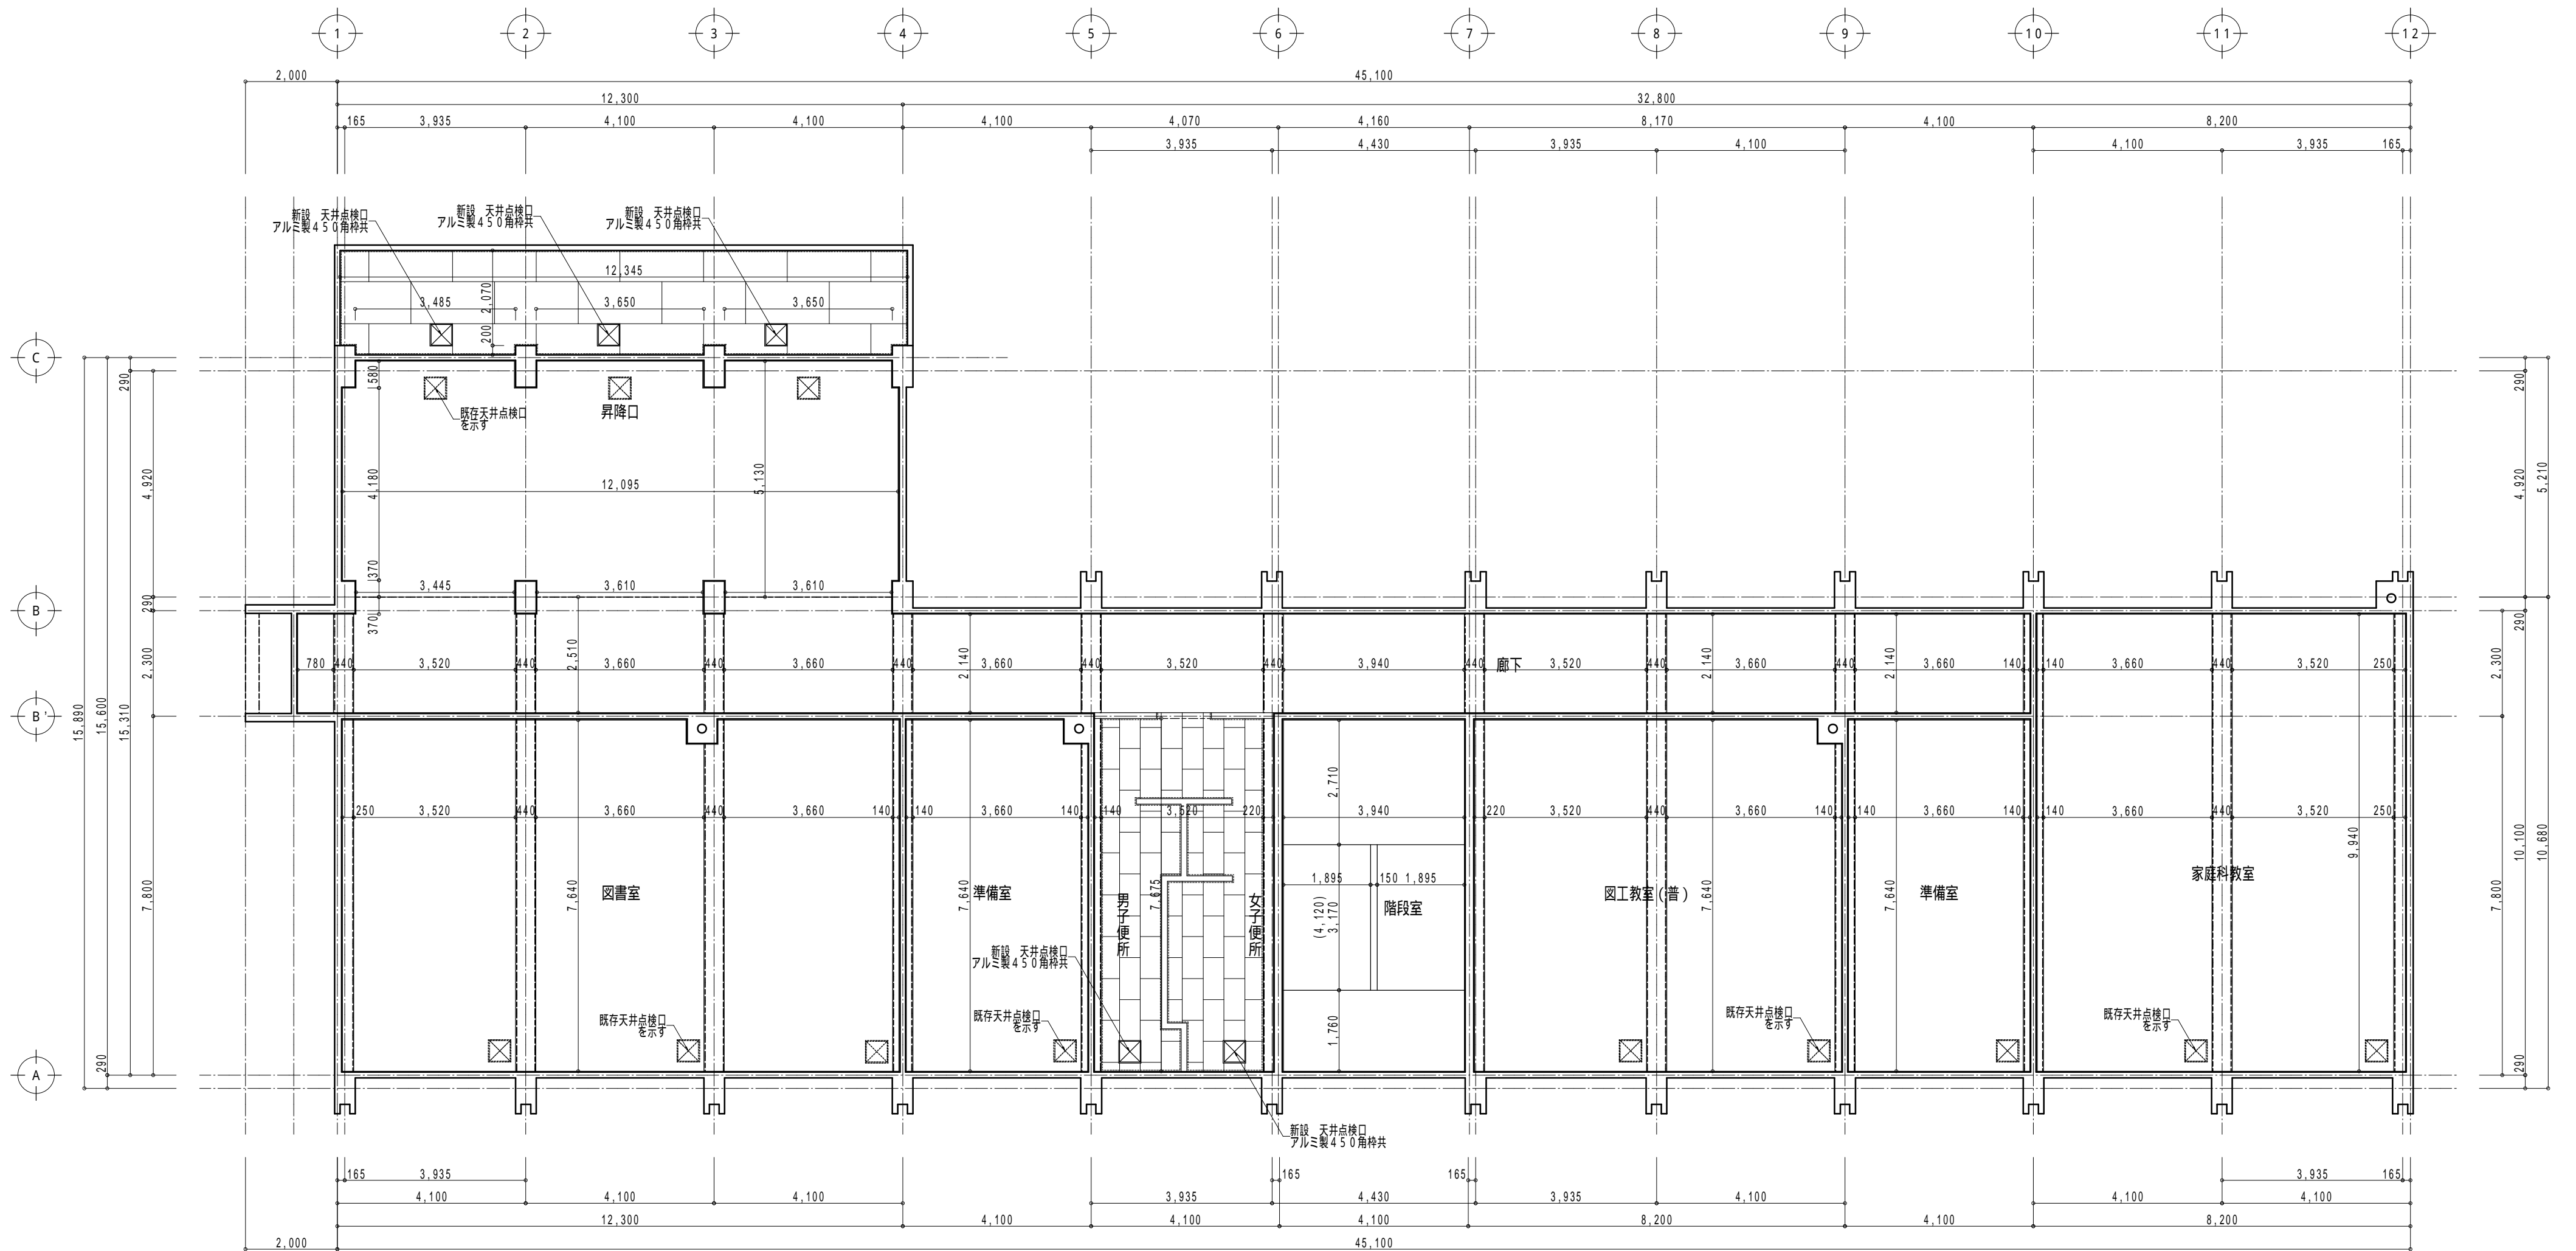 1 2 3 4 5 6 7 8 9 10 11 12
2,000 45,100
12,300 32,800
165 3,935 4,100 4,100 4,100 4,070 4,160 8,170 4,100 8,200
3,935 4,430 3,935 4,100 4,100 3,935 165
新設　天井点検口
アルミ製４５０角枠共
新設　天井点検口
アルミ製４５０角枠共
新設　天井点検口
アルミ製４５０角枠共
12,345
2,070
3,485 3,650 3,650
200
C
290
580
既存天井点検口
を示す
昇降口
290
4,920
4,180
5,130
12,095
4,920
5,210
370
3,445 3,610 3,610
B
290
370
290
2,300
2,510
2,140
2,140
2,140
2,300
780 440 3,520 440 3,660 440 3,660 440 3,660 440 3,520 440 3,940 440 廊下 3,520 440 3,660 440 3,660 140 140 3,660 440 3,520 250
B'
15,890
15,600
15,310
2,710
250 3,520 440 3,660 440 3,660 140 140 3,660 140 140 3,520 220 3,940 220 3,520 440 3,660 140 140 3,660 140 140 3,660 440 3,520 250
9,940
10,100
10,680
7,800
7,640
図書室
7,640
準備室
男子便所
7,675
女子便所
1,895 150 1,895
(4,120)
3,170
階段室
図工教室(普)
7,640
7,640
準備室
家庭科教室
7,800
新設　天井点検口
アルミ製４５０角枠共
既存天井点検口
を示す
既存天井点検口
を示す
1,760
既存天井点検口
を示す
既存天井点検口
を示す
A
290
290
新設　天井点検口
アルミ製４５０角枠共
165 3,935 165 165 3,935 165
4,100 4,100 4,100 3,935 4,430 3,935 4,100 4,100 4,100
12,300 4,100 4,100 4,100 8,200 4,100 8,200
2,000 45,100